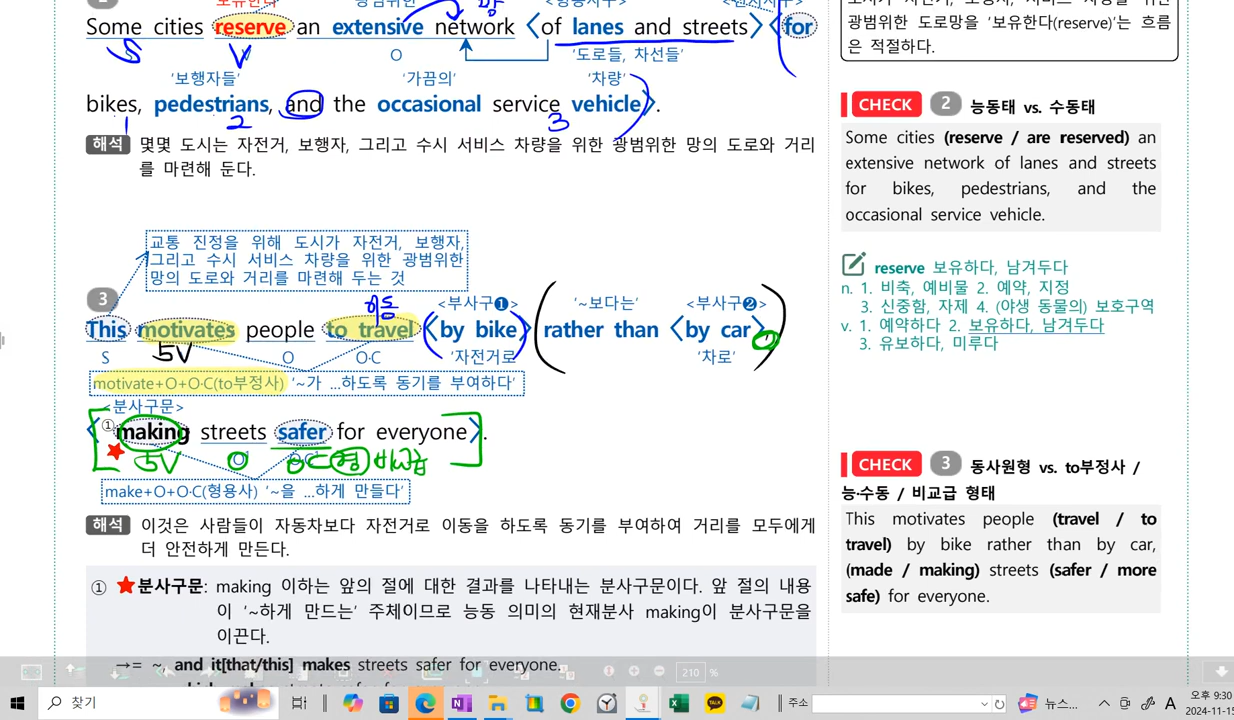 Some cities reserve an extensive network <of lanes and streets> <for
S V O '도로들, 차선들'
'보행자들' '가끔의' '차량'
bikes, pedestrians, and the occasional service vehicle>.
1 2 3
해석 몇몇 도시는 자전거, 보행자, 그리고 수시 서비스 차량을 위한 광범위한 망의 도로와 거리
를 마련해 둔다.
교통 진정을 위해 도시가 자전거, 보행자,
그리고 수시 서비스 차량을 위한 광범위한
망의 도로와 거리를 마련해 두는 것
3 이동 <부사구❶> '~보다는' <부사구❷>
This motivates people to travel <by bike> rather than <by car>,
S 5V O O·C '자전거로' '차로'
motivate+O+O·C(to부정사) '~가 …하도록 동기를 부여하다'
<분사구문>
<①making streets safer for everyone>.
5V O OC 형 비교급
make+O+O·C(형용사) '~을 …하게 만들다'
해석 이것은 사람들이 자동차보다 자전거로 이동을 하도록 동기를 부여하여 거리를 모두에게
더 안전하게 만든다.
① ★분사구문: making 이하는 앞의 절에 대한 결과를 나타내는 분사구문이다. 앞 절의 내용
이 '~하게 만드는' 주체이므로 능동 의미의 현재분사 making이 분사구문을
이끈다.
→= ~, and it[that/this] makes streets safer for everyone.
광범위한 도로망을 '보유한다(reserve)'는 흐름
은 적절하다.
CHECK 2 능동태 vs. 수동태
Some cities (reserve / are reserved) an
extensive network of lanes and streets
for bikes, pedestrians, and the
occasional service vehicle.
reserve 보유하다, 남겨두다
n. 1. 비축, 예비물 2. 예약, 지정
3. 신중함, 자제 4. (야생 동물의) 보호구역
v. 1. 예약하다 2. 보유하다, 남겨두다
3. 유보하다, 미루다
CHECK 3 동사원형 vs. to부정사 /
능·수동 / 비교급 형태
This motivates people (travel / to
travel) by bike rather than by car,
(made / making) streets (safer / more
safe) for everyone.
210 %
찾기
주소
뉴스...
A
오후 9:30
2024-11-15